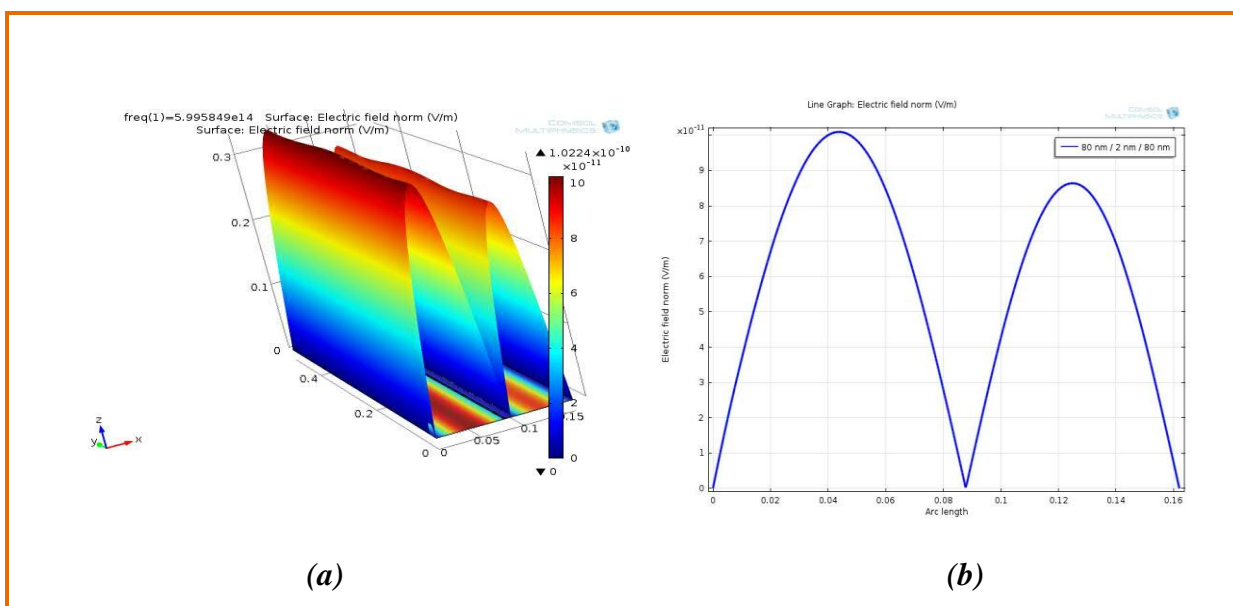 freq(1)=5.995849e14 Surface: Electric field norm (V/m)
Surface: Electric field norm (V/m)
COMSOL
MULTIPHYSICS
▲ 1.0224×10⁻¹⁰
×10⁻¹¹
10
8
6
4
2
0
▼ 0
0.3
0.2
0.1
0
0.4
0.2
0
0
0.05
0.1
0.15
z
y
x
(a)
Line Graph: Electric field norm (V/m)
COMSOL
MULTIPHYSICS
×10⁻¹¹
80 nm / 2 nm / 80 nm
9
8
7
6
5
4
3
2
1
0
Electric field norm (V/m)
0 0.02 0.04 0.06 0.08 0.1 0.12 0.14 0.16
Arc length
(b)